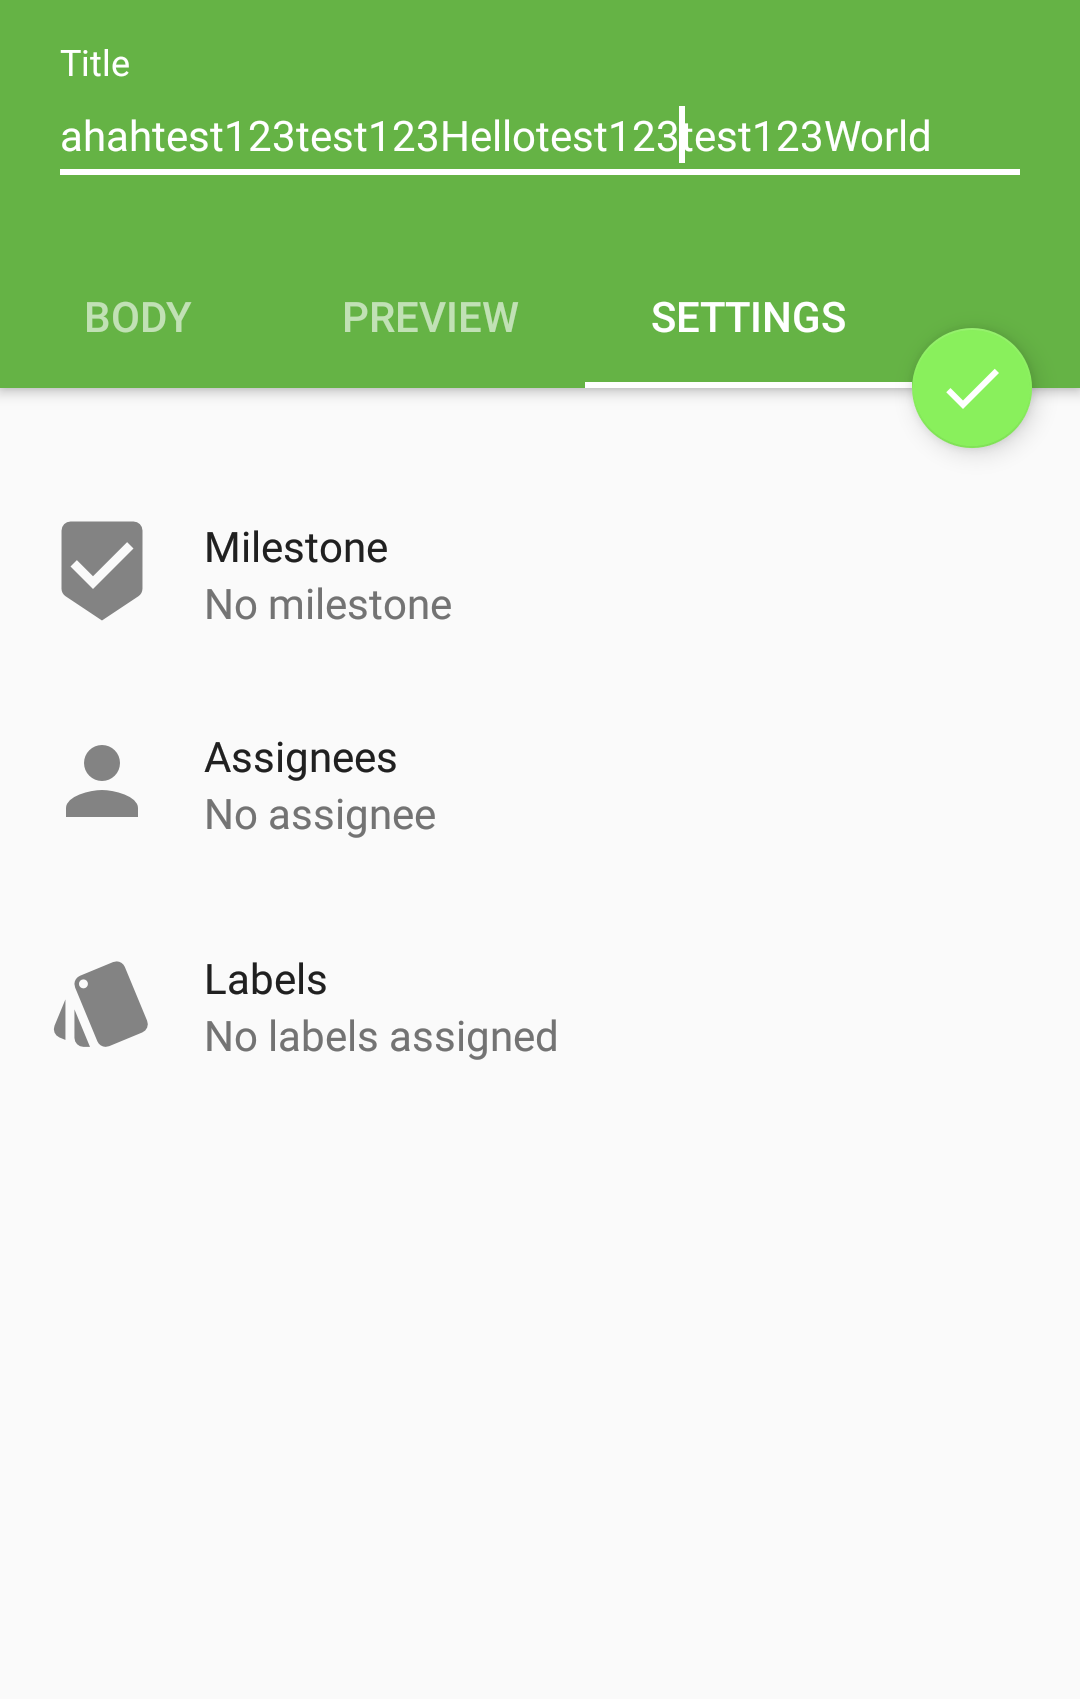 Title
ahahtest123test123Hellotest123test123World
BODY PREVIEW SETTINGS
Milestone
No milestone
Assignees
No assignee
Labels
No labels assigned